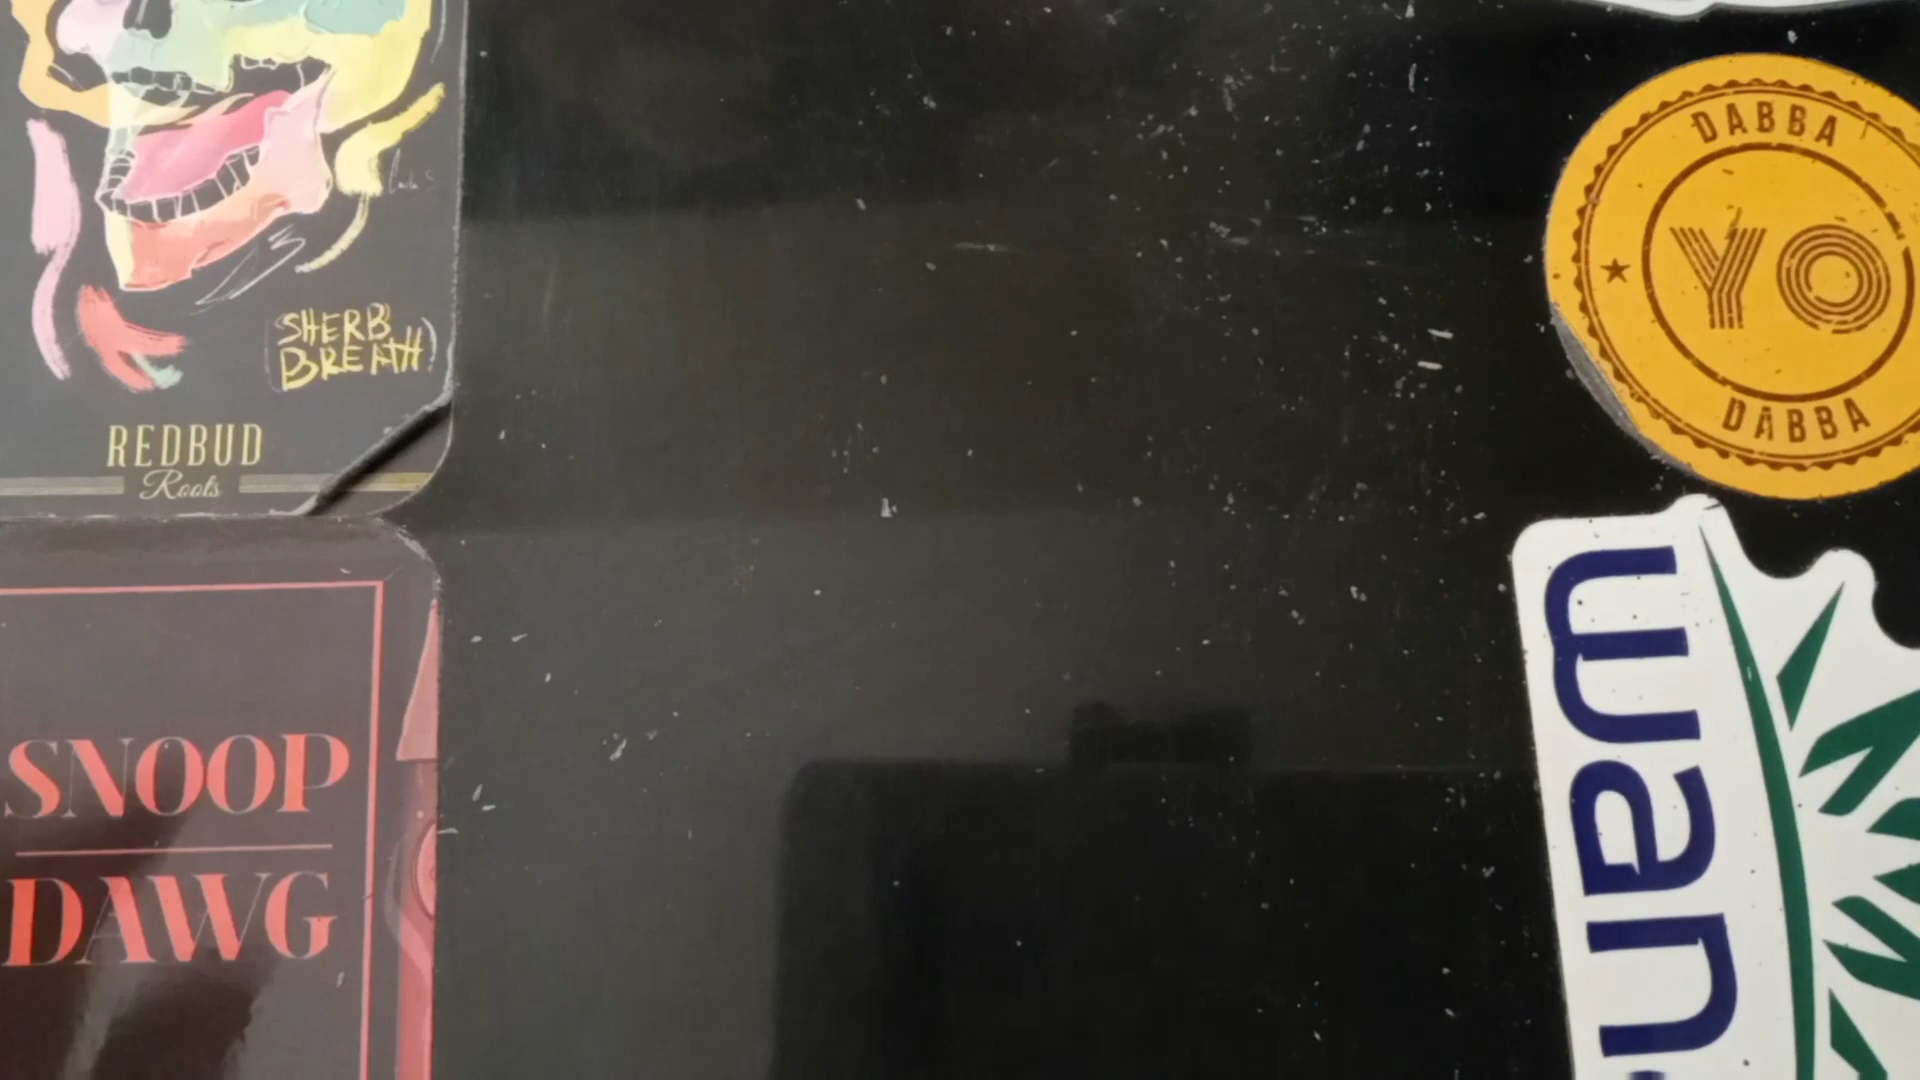 SHERB
BREATH
REDBUD
Roots
SNOOP
DAWG
DABBA
YO
DABBA
wan